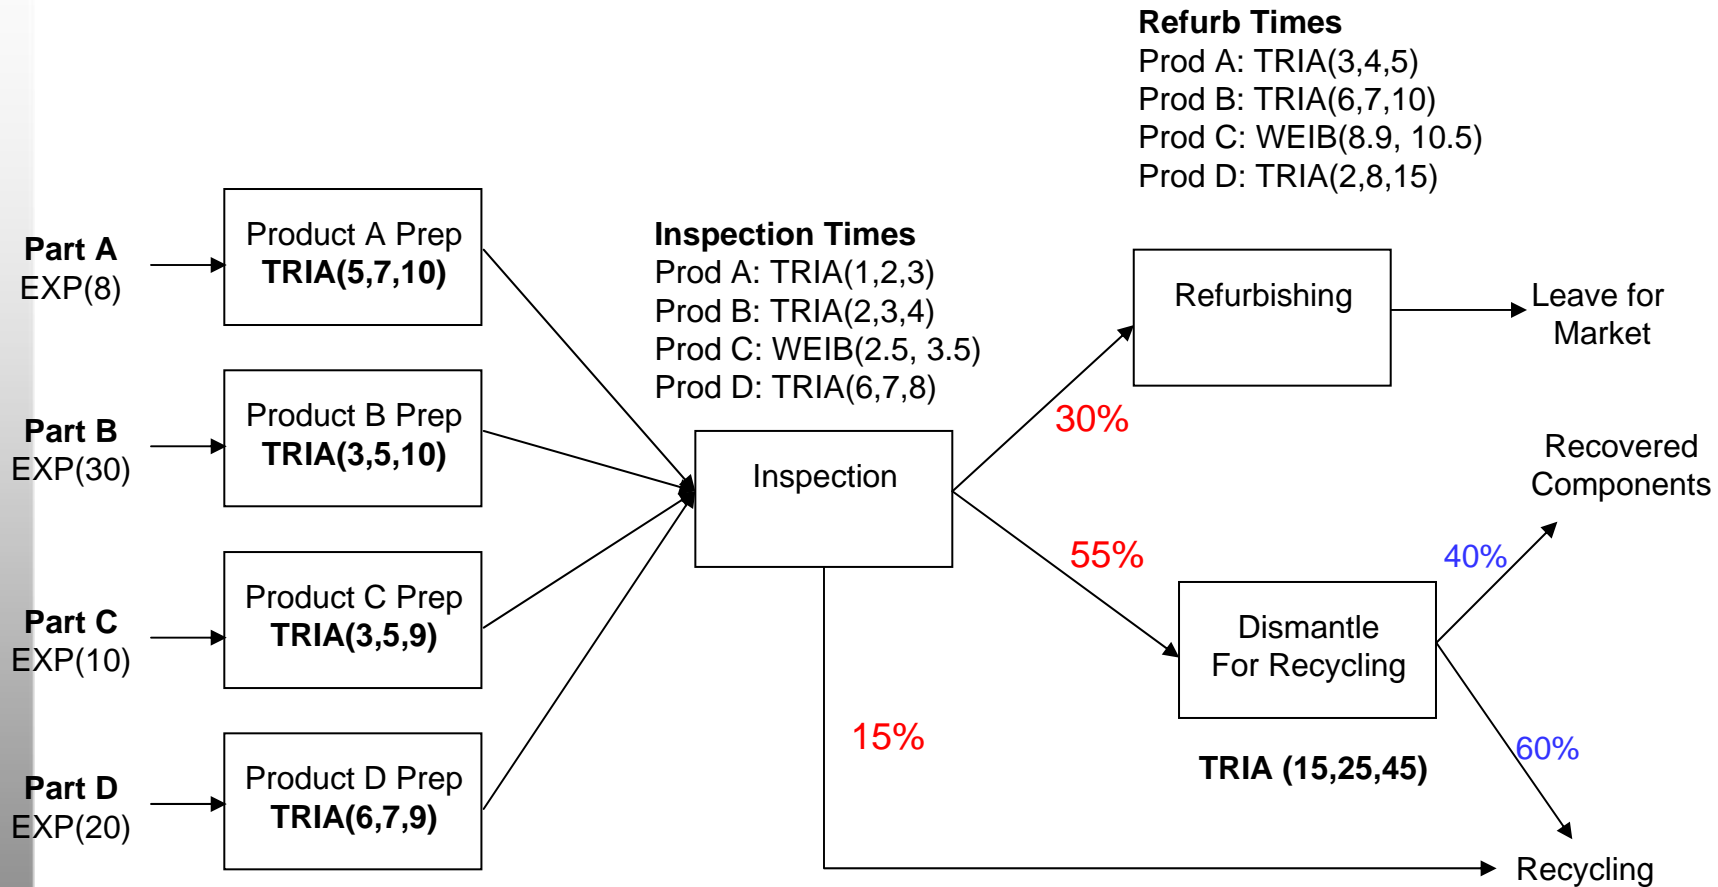 Refurb Times
Prod A: TRIA(3,4,5)
Prod B: TRIA(6,7,10)
Prod C: WEIB(8.9, 10.5)
Prod D: TRIA(2,8,15)
Part A
EXP(8)
Product A Prep
TRIA(5,7,10)
Inspection Times
Prod A: TRIA(1,2,3)
Prod B: TRIA(2,3,4)
Prod C: WEIB(2.5, 3.5)
Prod D: TRIA(6,7,8)
Refurbishing
Leave for
Market
Part B
EXP(30)
Product B Prep
TRIA(3,5,10)
Inspection
30%
Recovered
Components
55%
40%
Part C
EXP(10)
Product C Prep
TRIA(3,5,9)
Dismantle
For Recycling
15%
60%
TRIA (15,25,45)
Part D
EXP(20)
Product D Prep
TRIA(6,7,9)
Recycling